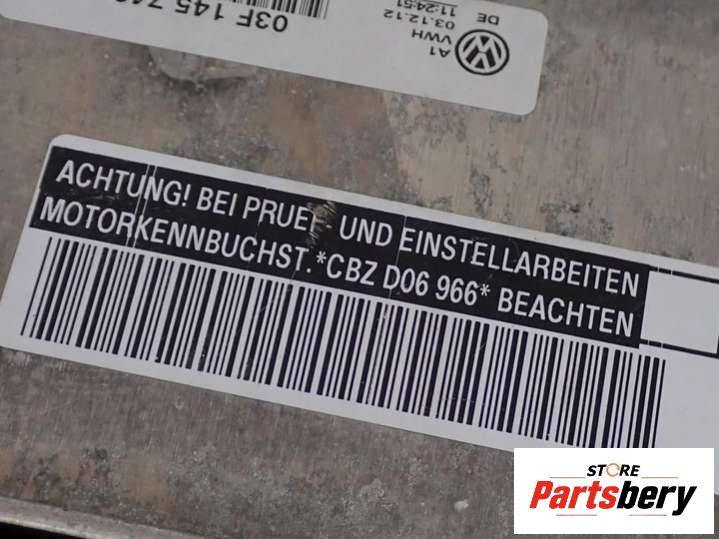 03F 145
A1
VWH
03.12.12
11:24:51
DE
ACHTUNG! BEI PRUEF- UND EINSTELLARBEITEN
MOTORKENNBUCHST.*CBZ D06 966* BEACHTEN
STORE
Partsbery